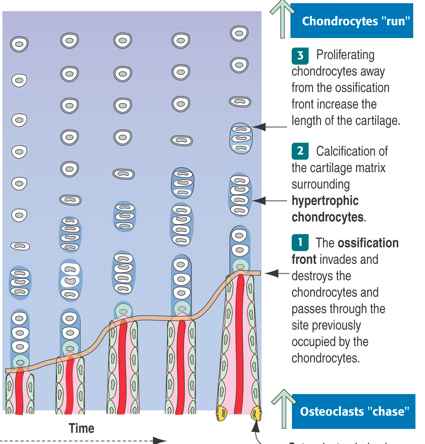 Chondrocytes "run"
3 Proliferating
chondrocytes away
from the ossification
front increase the
length of the cartilage.
2 Calcification of
the cartilage matrix
surrounding
hypertrophic
chondrocytes.
1 The ossification
front invades and
destroys the
chondrocytes and
passes through the
site previously
occupied by the
chondrocytes.
Osteoclasts "chase"
Time